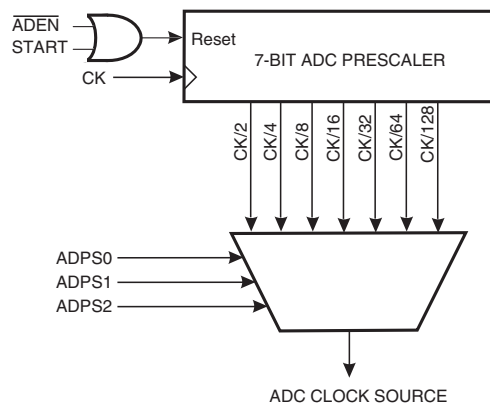 ADEN
START
Reset
CK
7-BIT ADC PRESCALER
CK/2
CK/4
CK/8
CK/16
CK/32
CK/64
CK/128
ADPS0
ADPS1
ADPS2
ADC CLOCK SOURCE